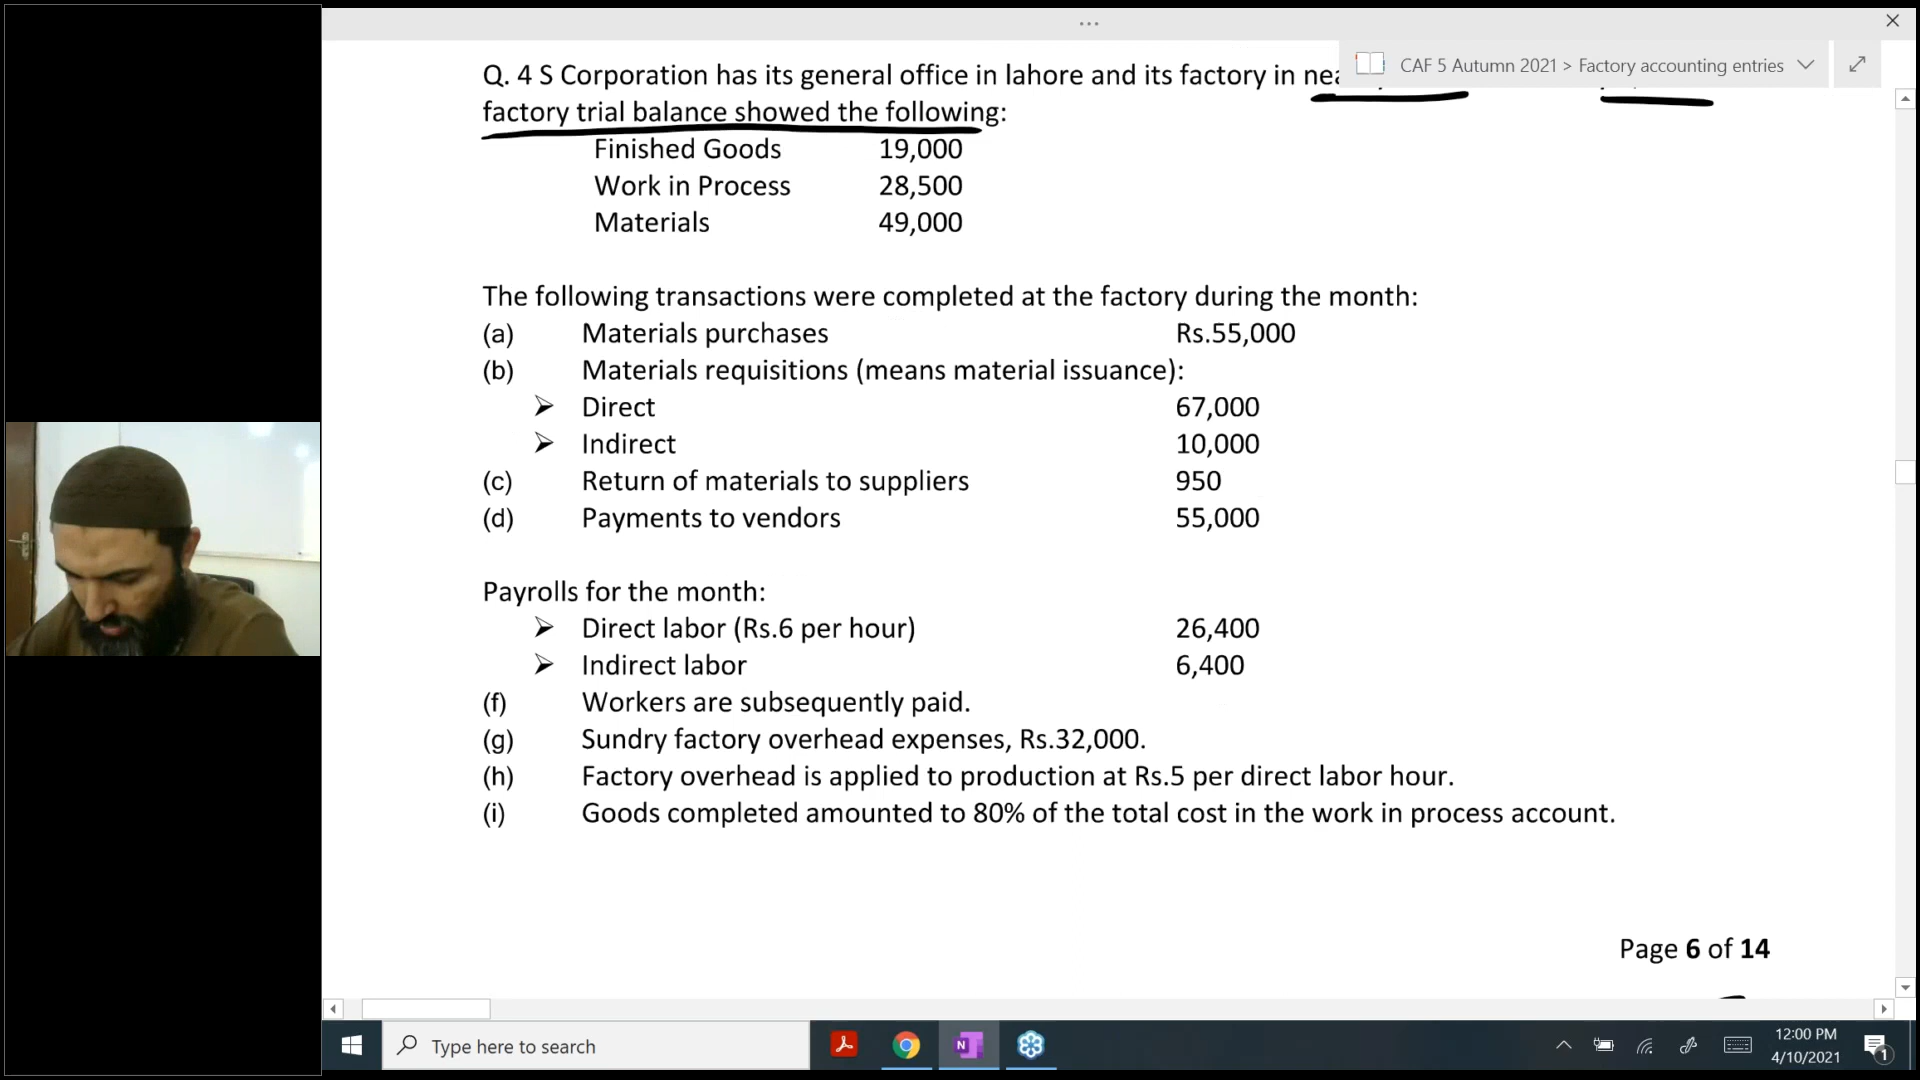 CAF 5 Autumn 2021 > Factory accounting entries
Q. 4 S Corporation has its general office in lahore and its factory in
factory trial balance showed the following:
Finished Goods 19,000
Work in Process 28,500
Materials 49,000
The following transactions were completed at the factory during the month:
(a) Materials purchases Rs.55,000
(b) Materials requisitions (means material issuance):
➢ Direct 67,000
➢ Indirect 10,000
(c) Return of materials to suppliers 950
(d) Payments to vendors 55,000
Payrolls for the month:
➢ Direct labor (Rs.6 per hour) 26,400
➢ Indirect labor 6,400
(f) Workers are subsequently paid.
(g) Sundry factory overhead expenses, Rs.32,000.
(h) Factory overhead is applied to production at Rs.5 per direct labor hour.
(i) Goods completed amounted to 80% of the total cost in the work in process account.
Page 6 of 14
Type here to search
N
12:00 PM
4/10/2021
1